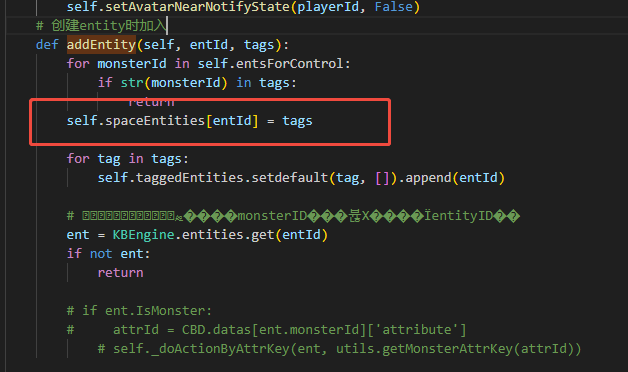 self.setAvatarNearNotifyState(playerId, False)
# 创建entity时加入
def addEntity(self, entId, tags):
for monsterId in self.entsForControl:
if str(monsterId) in tags:
return
self.spaceEntities[entId] = tags
for tag in tags:
self.taggedEntities.setdefault(tag, []).append(entId)
# monsterID X entityID
ent = KBEngine.entities.get(entId)
if not ent:
return
# if ent.IsMonster:
# attrId = CBD.datas[ent.monsterId]['attribute']
# self._doActionByAttrKey(ent, utils.getMonsterAttrKey(attrId))